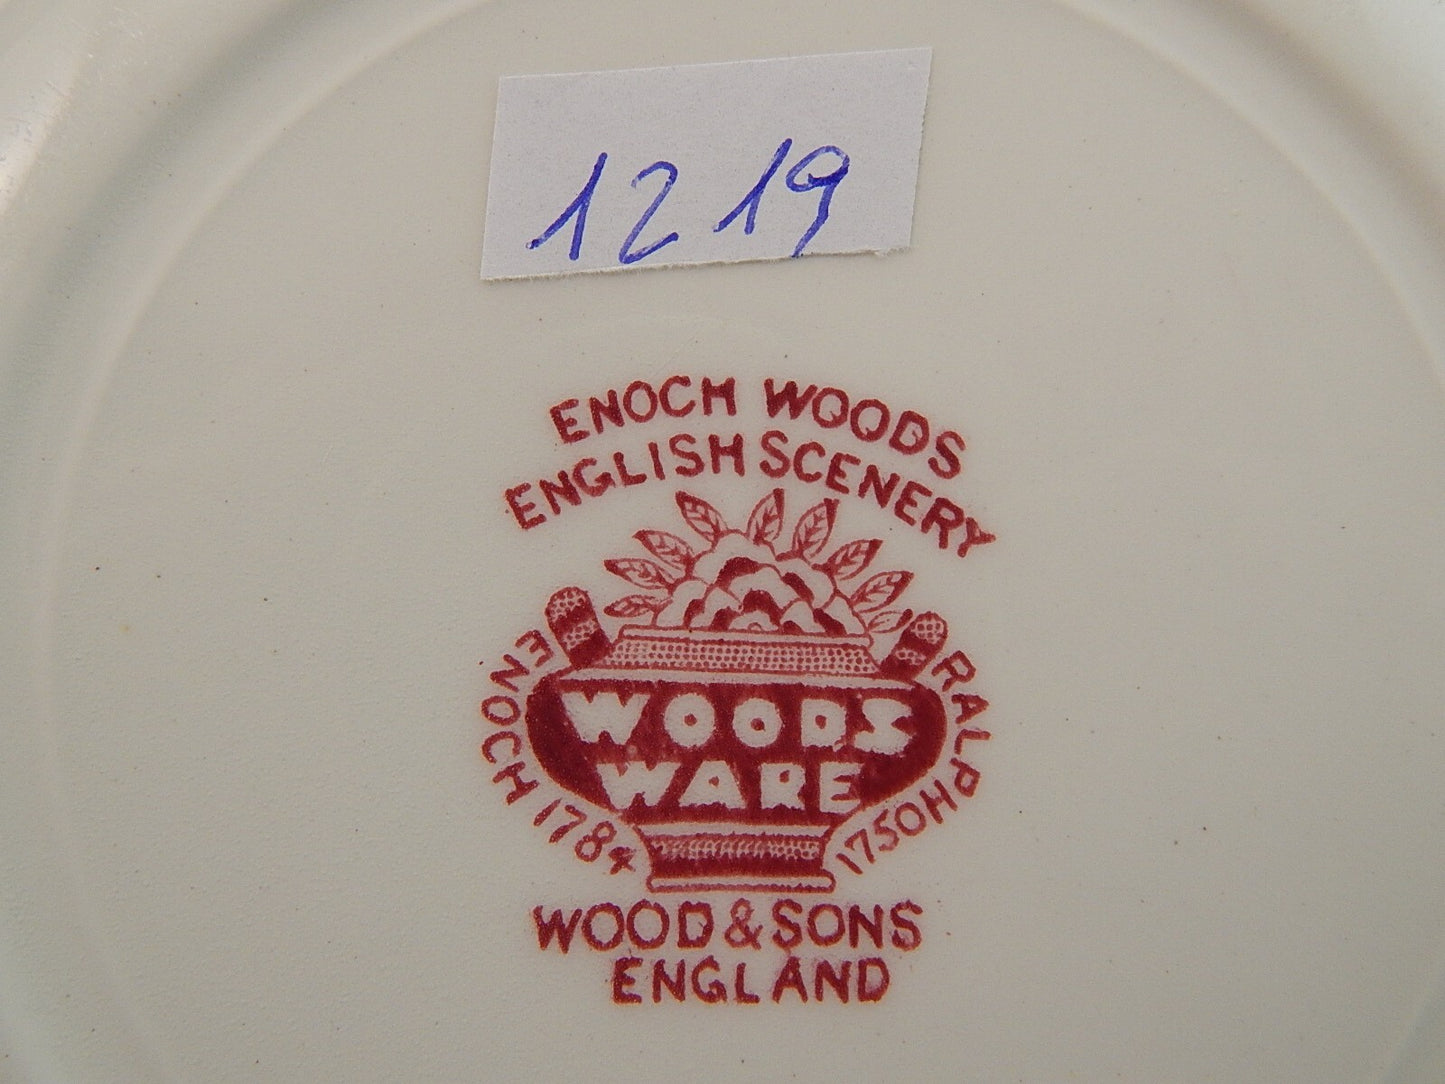 1219
ENOCH WOODS
ENGLISH SCENERY
ENOCH 1784
RALPH 1750
WOODS
WARE
WOOD & SONS
ENGLAND